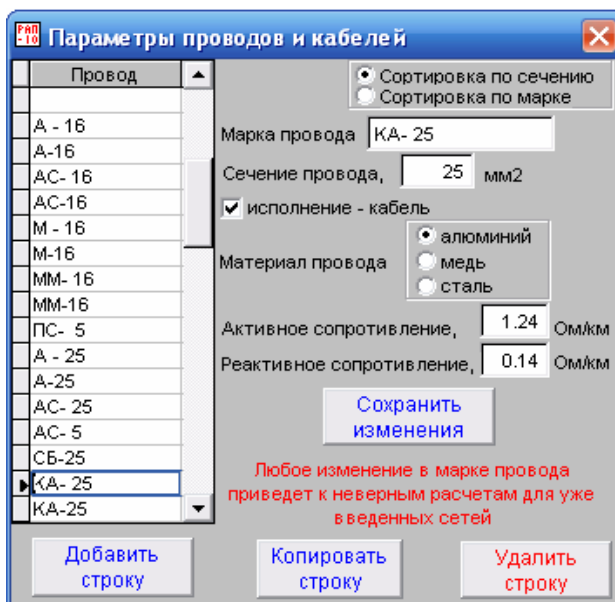 РАП
-10
Параметры проводов и кабелей
Провод
А - 16
А-16
АС- 16
АС-16
М - 16
М-16
ММ- 16
ММ-16
ПС- 5
А - 25
А-25
АС- 25
АС- 5
СБ-25
КА- 25
КА-25
Сортировка по сечению
Сортировка по марке
Марка провода КА- 25
Сечение провода, 25 мм2
исполнение - кабель
Материал провода
алюминий
медь
сталь
Активное сопротивление, 1.24 Ом/км
Реактивное сопротивление, 0.14 Ом/км
Сохранить
изменения
Любое изменение в марке провода
приведет к неверным расчетам для уже
введенных сетей
Добавить
строку
Копировать
строку
Удалить
строку